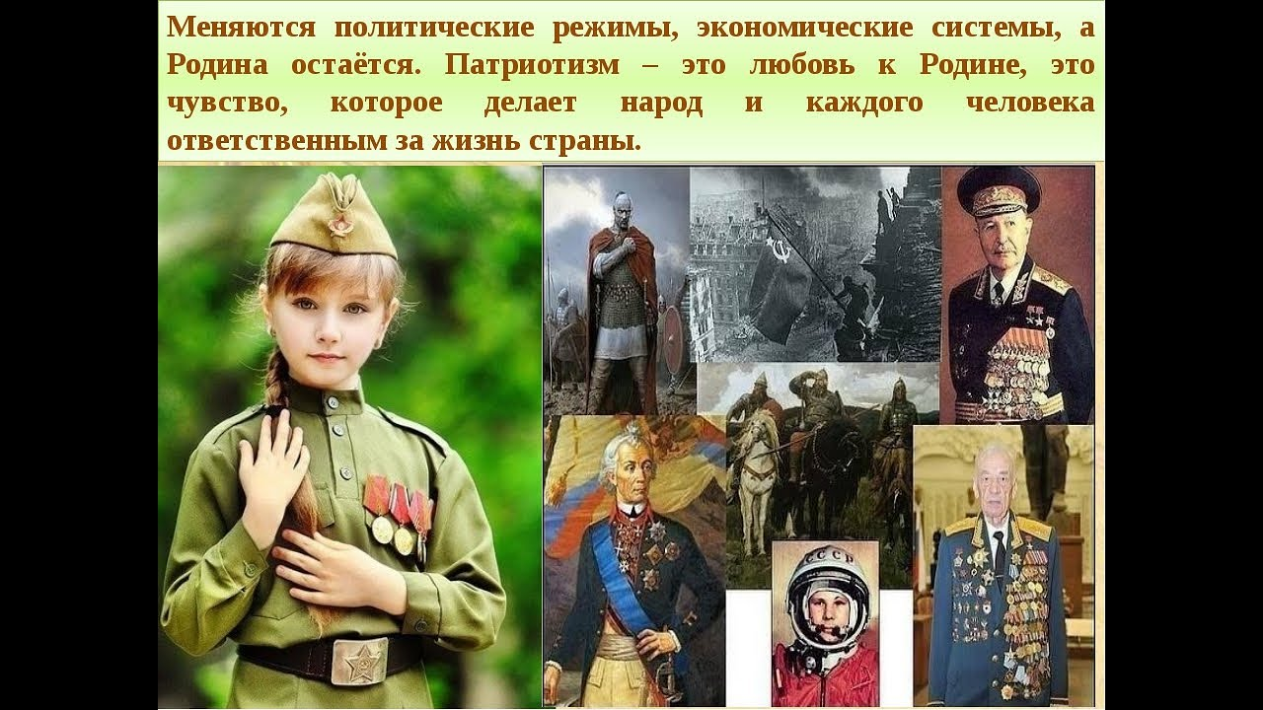 Меняются политические режимы, экономические системы, а
Родина остаётся. Патриотизм – это любовь к Родине, это
чувство, которое делает народ и каждого человека
ответственным за жизнь страны.
СССР